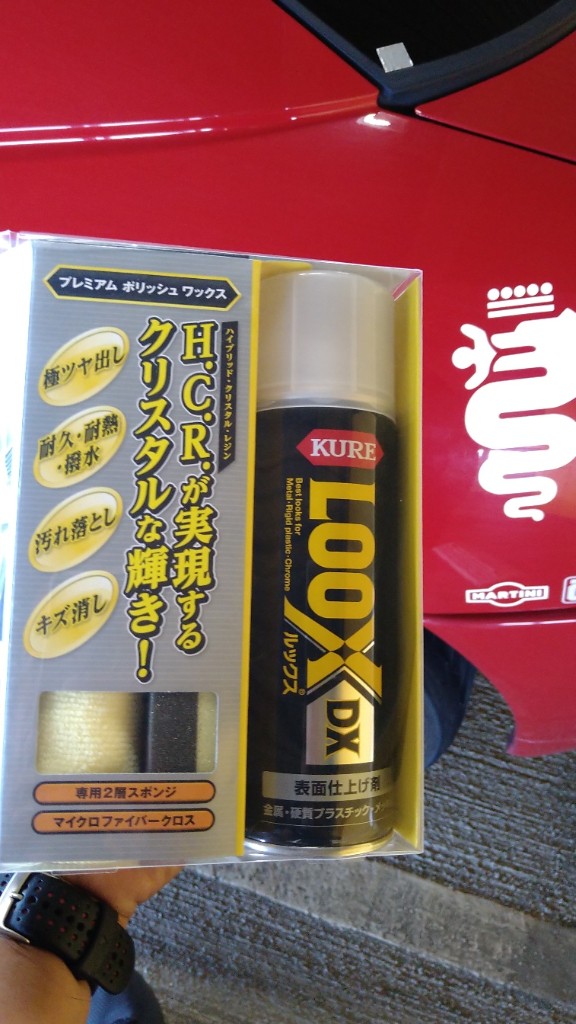 プレミアム ポリッシュ ワックス
ハイブリッド・クリスタル・レジン
H.C.R.が実現する
クリスタルな輝き!
極ツヤ出し
耐久・耐熱
・撥水
汚れ落とし
キズ消し
専用2層スポンジ
マイクロファイバークロス
KURE
Best looks for
Metal・Rigid plastic・Chrome
LOOX DX
ルックス®
表面仕上げ剤
金属・硬質プラスチック・メ
MARTINI